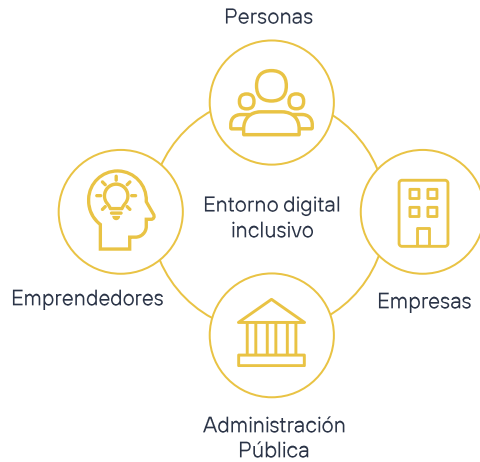 Personas
Entorno digital
inclusivo
Emprendedores
Empresas
Administración
Pública